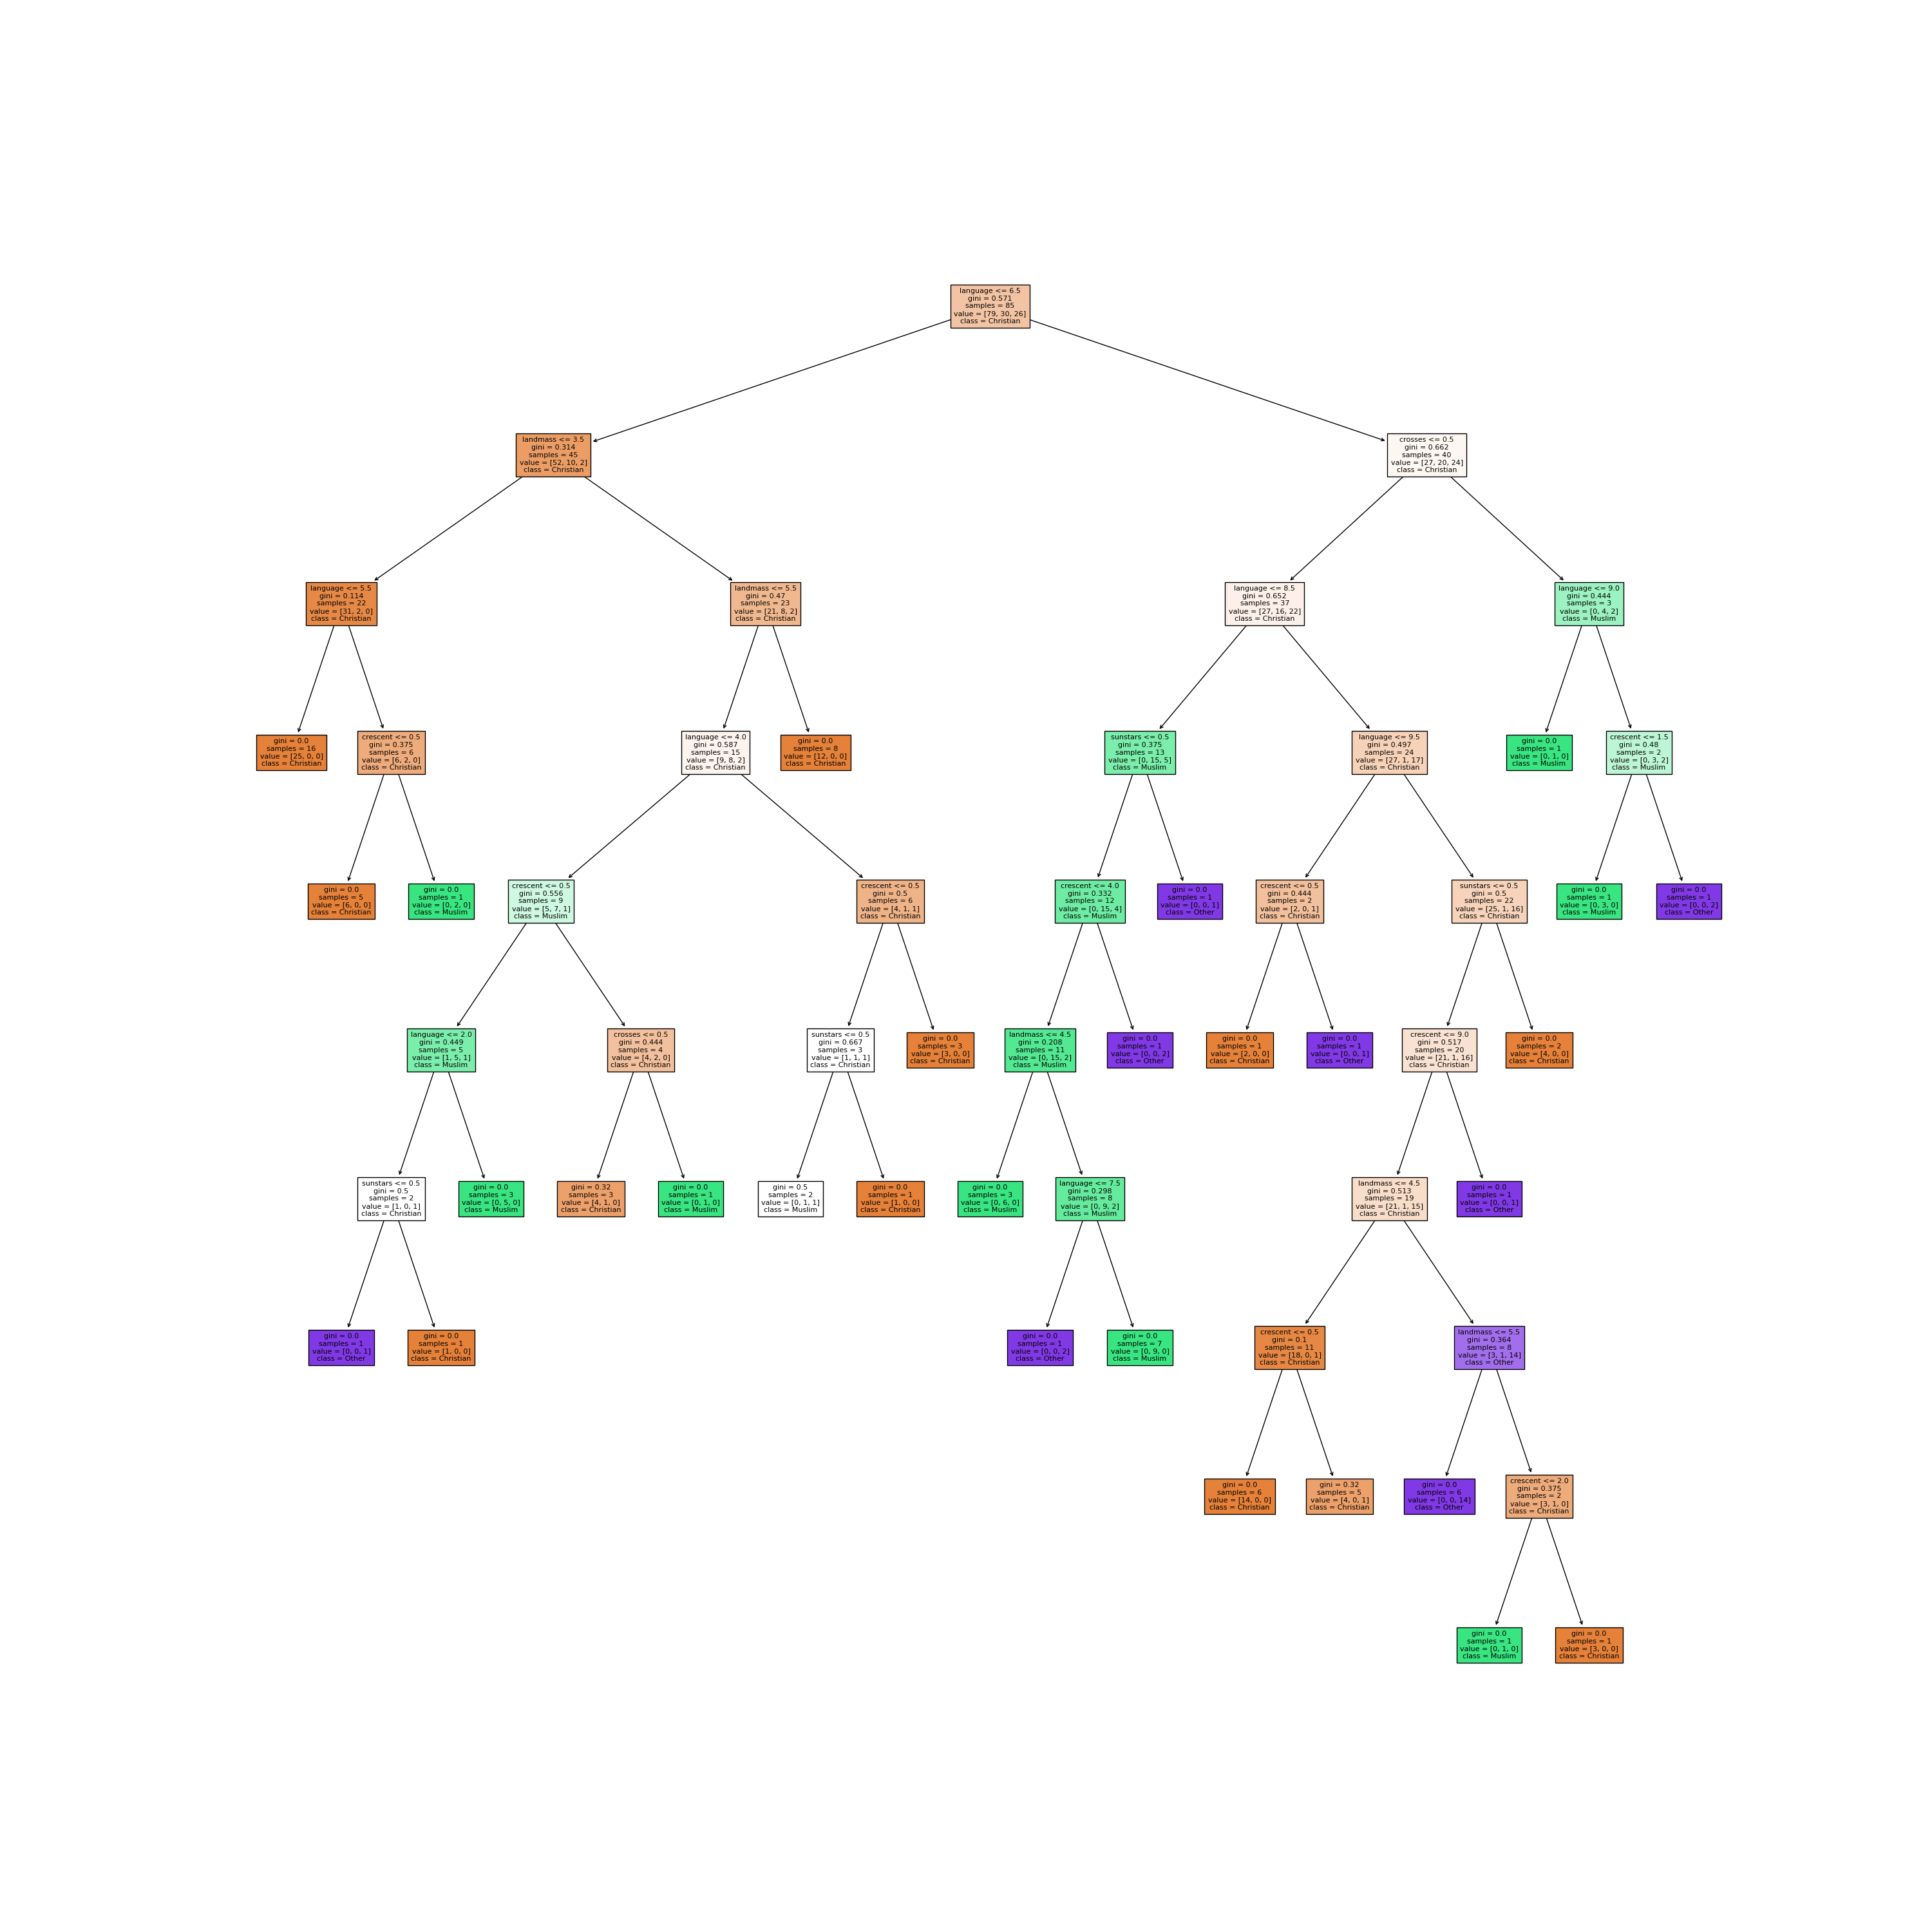 language <= 6.5
gini = 0.571
samples = 85
value = [79, 30, 26]
class = Christian
landmass <= 3.5
gini = 0.314
samples = 45
value = [52, 10, 2]
class = Christian
crosses <= 0.5
gini = 0.662
samples = 40
value = [27, 20, 24]
class = Christian
language <= 5.5
gini = 0.114
samples = 22
value = [31, 2, 0]
class = Christian
landmass <= 5.5
gini = 0.47
samples = 23
value = [21, 8, 2]
class = Christian
language <= 8.5
gini = 0.652
samples = 37
value = [27, 16, 22]
class = Christian
language <= 9.0
gini = 0.444
samples = 3
value = [0, 4, 2]
class = Muslim
gini = 0.0
samples = 16
value = [25, 0, 0]
class = Christian
crescent <= 0.5
gini = 0.375
samples = 6
value = [6, 2, 0]
class = Christian
language <= 4.0
gini = 0.587
samples = 15
value = [9, 8, 2]
class = Christian
gini = 0.0
samples = 8
value = [12, 0, 0]
class = Christian
sunstars <= 0.5
gini = 0.375
samples = 13
value = [0, 15, 5]
class = Muslim
language <= 9.5
gini = 0.497
samples = 24
value = [27, 1, 17]
class = Christian
gini = 0.0
samples = 1
value = [0, 1, 0]
class = Muslim
crescent <= 1.5
gini = 0.48
samples = 2
value = [0, 3, 2]
class = Muslim
gini = 0.0
samples = 5
value = [6, 0, 0]
class = Christian
gini = 0.0
samples = 1
value = [0, 2, 0]
class = Muslim
crescent <= 0.5
gini = 0.556
samples = 9
value = [5, 7, 1]
class = Muslim
crescent <= 0.5
gini = 0.5
samples = 6
value = [4, 1, 1]
class = Christian
crescent <= 4.0
gini = 0.332
samples = 12
value = [0, 15, 4]
class = Muslim
gini = 0.0
samples = 1
value = [0, 0, 1]
class = Other
crescent <= 0.5
gini = 0.444
samples = 2
value = [2, 0, 1]
class = Christian
sunstars <= 0.5
gini = 0.5
samples = 22
value = [25, 1, 16]
class = Christian
gini = 0.0
samples = 1
value = [0, 3, 0]
class = Muslim
gini = 0.0
samples = 1
value = [0, 0, 2]
class = Other
language <= 2.0
gini = 0.449
samples = 5
value = [1, 5, 1]
class = Muslim
crosses <= 0.5
gini = 0.444
samples = 4
value = [4, 2, 0]
class = Christian
sunstars <= 0.5
gini = 0.667
samples = 3
value = [1, 1, 1]
class = Christian
gini = 0.0
samples = 3
value = [3, 0, 0]
class = Christian
landmass <= 4.5
gini = 0.208
samples = 11
value = [0, 15, 2]
class = Muslim
gini = 0.0
samples = 1
value = [0, 0, 2]
class = Other
gini = 0.0
samples = 1
value = [2, 0, 0]
class = Christian
gini = 0.0
samples = 1
value = [0, 0, 1]
class = Other
crescent <= 9.0
gini = 0.517
samples = 20
value = [21, 1, 16]
class = Christian
gini = 0.0
samples = 2
value = [4, 0, 0]
class = Christian
sunstars <= 0.5
gini = 0.5
samples = 2
value = [1, 0, 1]
class = Christian
gini = 0.0
samples = 3
value = [0, 5, 0]
class = Muslim
gini = 0.32
samples = 3
value = [4, 1, 0]
class = Christian
gini = 0.0
samples = 1
value = [0, 1, 0]
class = Muslim
gini = 0.5
samples = 2
value = [0, 1, 1]
class = Muslim
gini = 0.0
samples = 1
value = [1, 0, 0]
class = Christian
gini = 0.0
samples = 3
value = [0, 6, 0]
class = Muslim
language <= 7.5
gini = 0.298
samples = 8
value = [0, 9, 2]
class = Muslim
landmass <= 4.5
gini = 0.513
samples = 19
value = [21, 1, 15]
class = Christian
gini = 0.0
samples = 1
value = [0, 0, 1]
class = Other
gini = 0.0
samples = 1
value = [0, 0, 1]
class = Other
gini = 0.0
samples = 1
value = [1, 0, 0]
class = Christian
gini = 0.0
samples = 1
value = [0, 0, 2]
class = Other
gini = 0.0
samples = 7
value = [0, 9, 0]
class = Muslim
crescent <= 0.5
gini = 0.1
samples = 11
value = [18, 0, 1]
class = Christian
landmass <= 5.5
gini = 0.364
samples = 8
value = [3, 1, 14]
class = Other
gini = 0.0
samples = 6
value = [14, 0, 0]
class = Christian
gini = 0.32
samples = 5
value = [4, 0, 1]
class = Christian
gini = 0.0
samples = 6
value = [0, 0, 14]
class = Other
crescent <= 2.0
gini = 0.375
samples = 2
value = [3, 1, 0]
class = Christian
gini = 0.0
samples = 1
value = [0, 1, 0]
class = Muslim
gini = 0.0
samples = 1
value = [3, 0, 0]
class = Christian